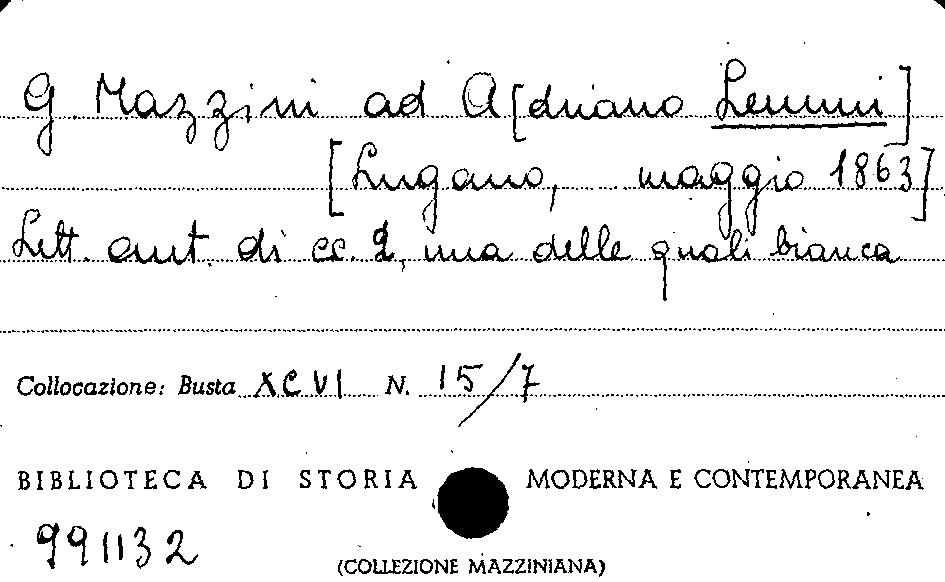 G. Mazzini ad A[driano Lemmi]
[Lugano, maggio 1863]
Lett. aut. di cc. 2, una delle quali bianca
Collocazione: Busta XCVI N. 15/7
BIBLIOTECA DI STORIA MODERNA E CONTEMPORANEA
991132
(COLLEZIONE MAZZINIANA)